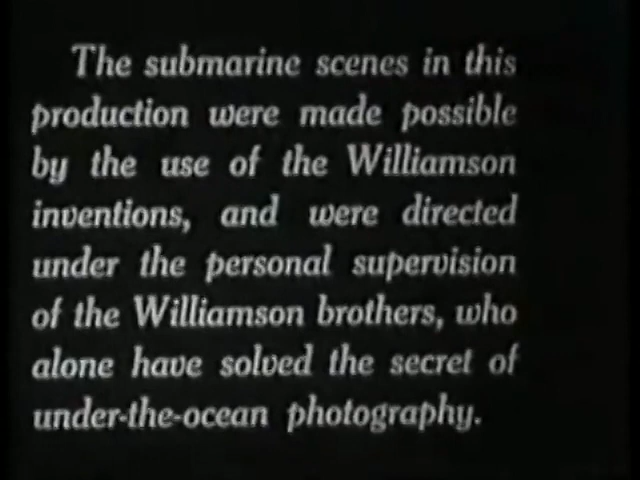 The submarine scenes in this
production were made possible
by the use of the Williamson
inventions, and were directed
under the personal supervision
of the Williamson brothers, who
alone have solved the secret of
under-the-ocean photography.